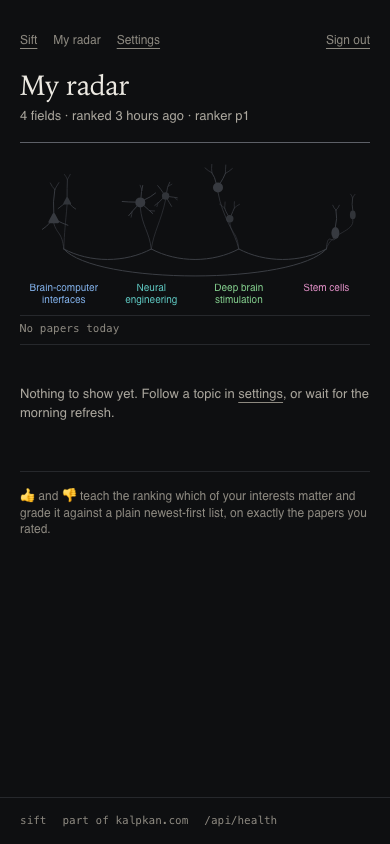 Sift My radar Settings Sign out
My radar
4 fields · ranked 3 hours ago · ranker p1
Brain-computer interfaces
Neural engineering
Deep brain stimulation
Stem cells
No papers today
Nothing to show yet. Follow a topic in settings, or wait for the
morning refresh.
👍 and 👎 teach the ranking which of your interests matter and
grade it against a plain newest-first list, on exactly the papers you
rated.
sift part of kalpkan.com /api/health